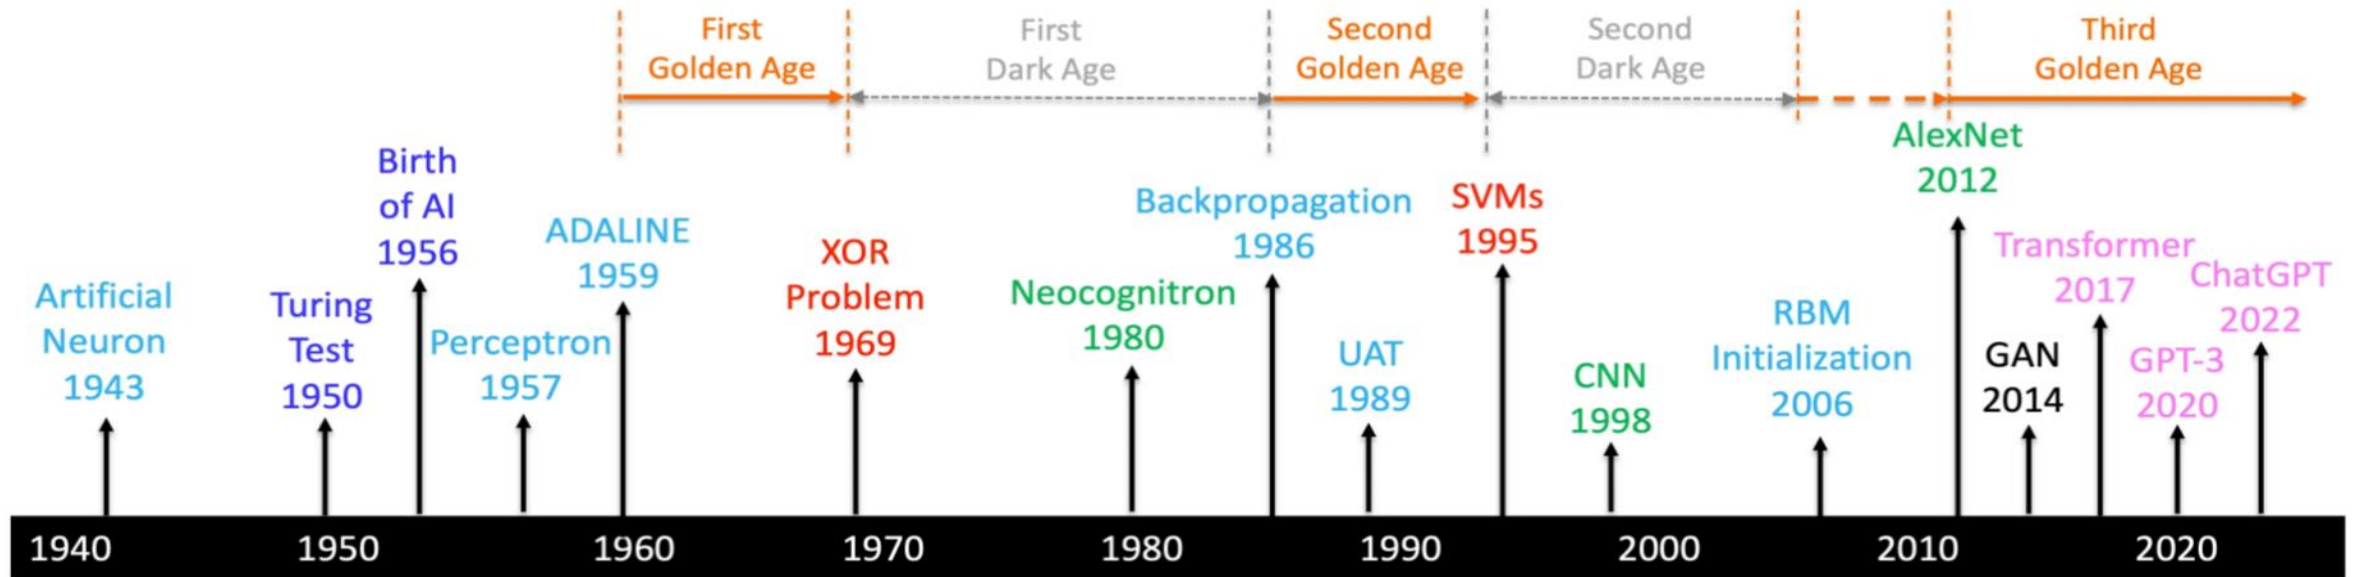 First
Golden Age
First
Dark Age
Second
Golden Age
Second
Dark Age
Third
Golden Age
Artificial
Neuron
1943
Turing
Test
1950
Birth
of AI
1956
Perceptron
1957
ADALINE
1959
XOR
Problem
1969
Neocognitron
1980
Backpropagation
1986
UAT
1989
SVMs
1995
CNN
1998
RBM
Initialization
2006
AlexNet
2012
GAN
2014
Transformer
2017
GPT-3
2020
ChatGPT
2022
1940 1950 1960 1970 1980 1990 2000 2010 2020